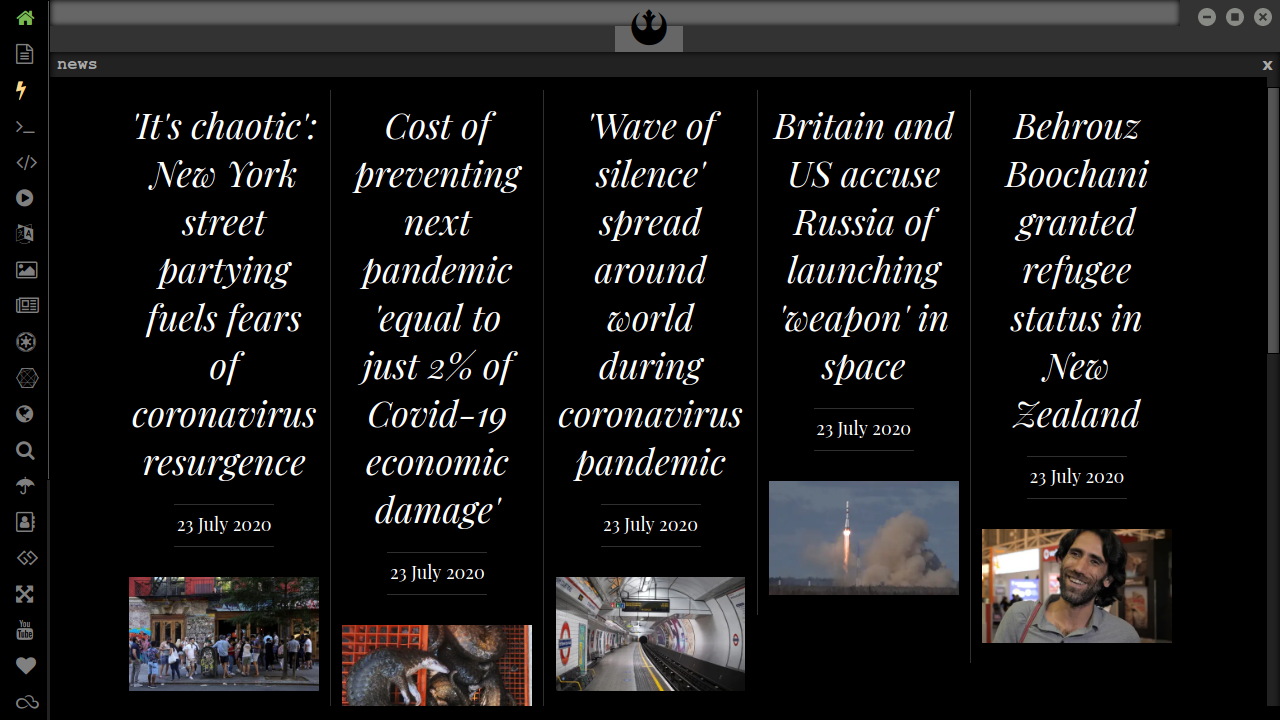 news
x
'It's chaotic':
New York
street
partying
fuels fears
of
coronavirus
resurgence
23 July 2020
Cost of
preventing
next
pandemic
'equal to
just 2% of
Covid-19
economic
damage'
23 July 2020
'Wave of
silence'
spread
around
world
during
coronavirus
pandemic
23 July 2020
Britain and
US accuse
Russia of
launching
'weapon' in
space
23 July 2020
Behrouz
Boochani
granted
refugee
status in
New
Zealand
23 July 2020
You
Tube